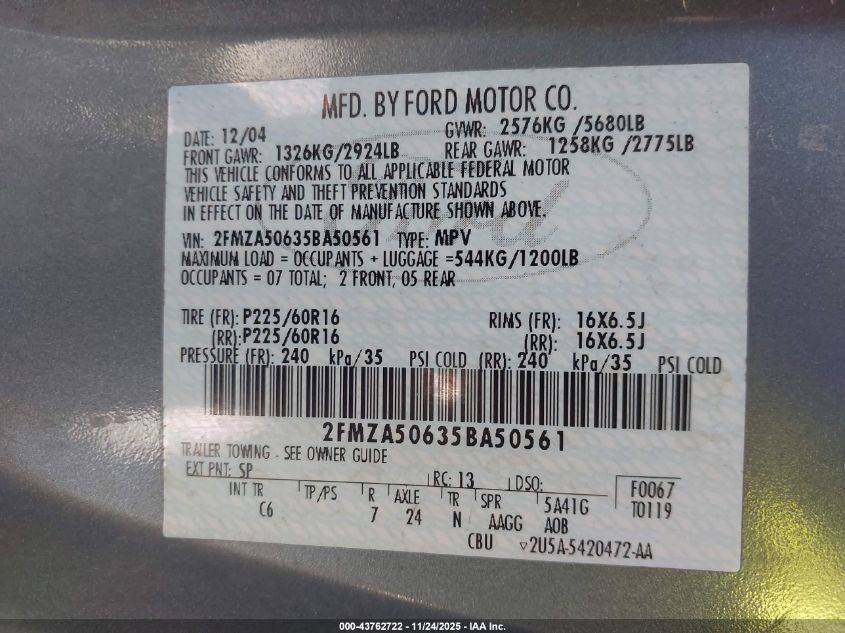 MFD. BY FORD MOTOR CO.
DATE: 12/04 GVWR: 2576KG /5680LB
FRONT GAWR: 1326KG/2924LB REAR GAWR: 1258KG /2775LB
THIS VEHICLE CONFORMS TO ALL APPLICABLE FEDERAL MOTOR
VEHICLE SAFETY AND THEFT PREVENTION STANDARDS
IN EFFECT ON THE DATE OF MANUFACTURE SHOWN ABOVE.
VIN: 2FMZA50635BA50561 TYPE: MPV
MAXIMUM LOAD = OCCUPANTS + LUGGAGE =544KG/1200LB
OCCUPANTS = 07 TOTAL; 2 FRONT, 05 REAR
TIRE (FR): P225/60R16 RIMS (FR): 16X6.5J
(RR): P225/60R16 (RR): 16X6.5J
PRESSURE (FR): 240 kPa/35 PSI COLD (RR): 240 kPa/35 PSI COLD
2FMZA50635BA50561
TRAILER TOWING - SEE OWNER GUIDE
EXT PNT: SP RC: 13 DSO: F0067
INT TR TP/PS R AXLE TR SPR 5A41G T0119
C6 7 24 N AAGG AOB
CBU ▽2U5A-5420472-AA
000-43762722 - 11/24/2025 - IAA Inc.